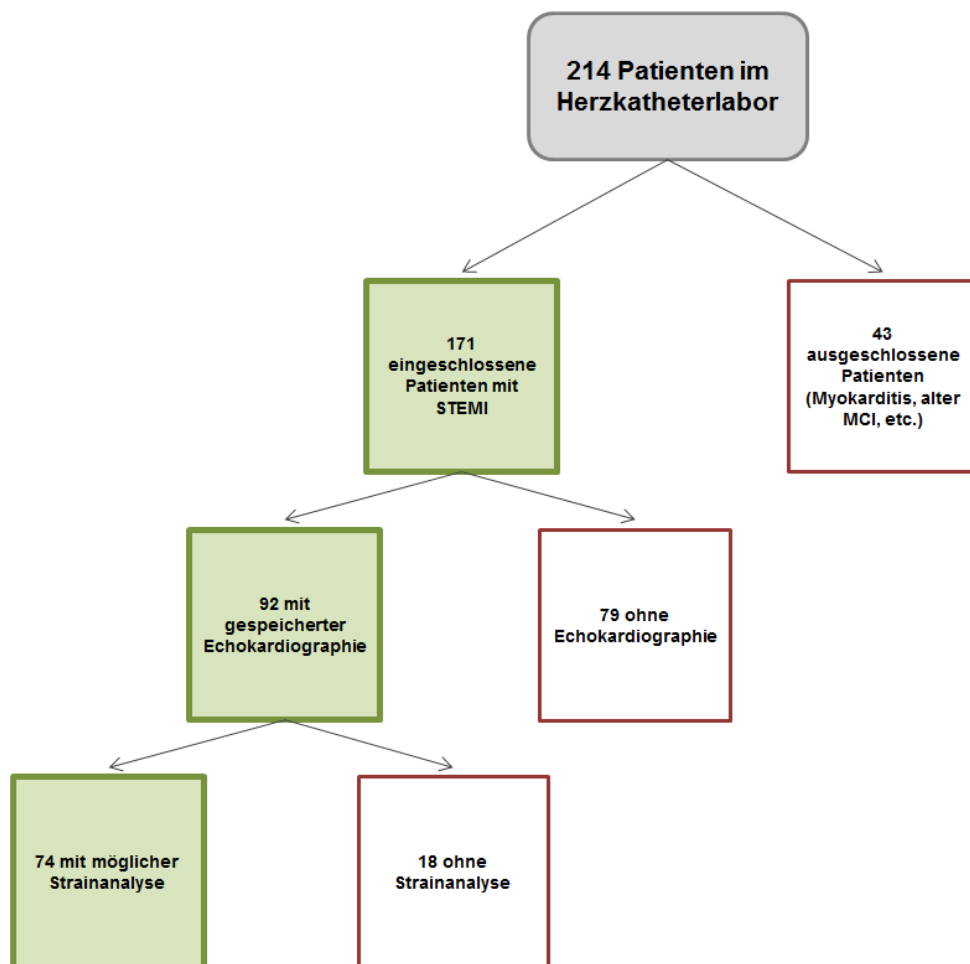 214 Patienten im
Herzkatheterlabor
171
eingeschlossene
Patienten mit
STEMI
43
ausgeschlossene
Patienten
(Myokarditis, alter
MCI, etc.)
92 mit
gespeicherter
Echokardiographie
79 ohne
Echokardiographie
74 mit möglicher
Strainanalyse
18 ohne
Strainanalyse